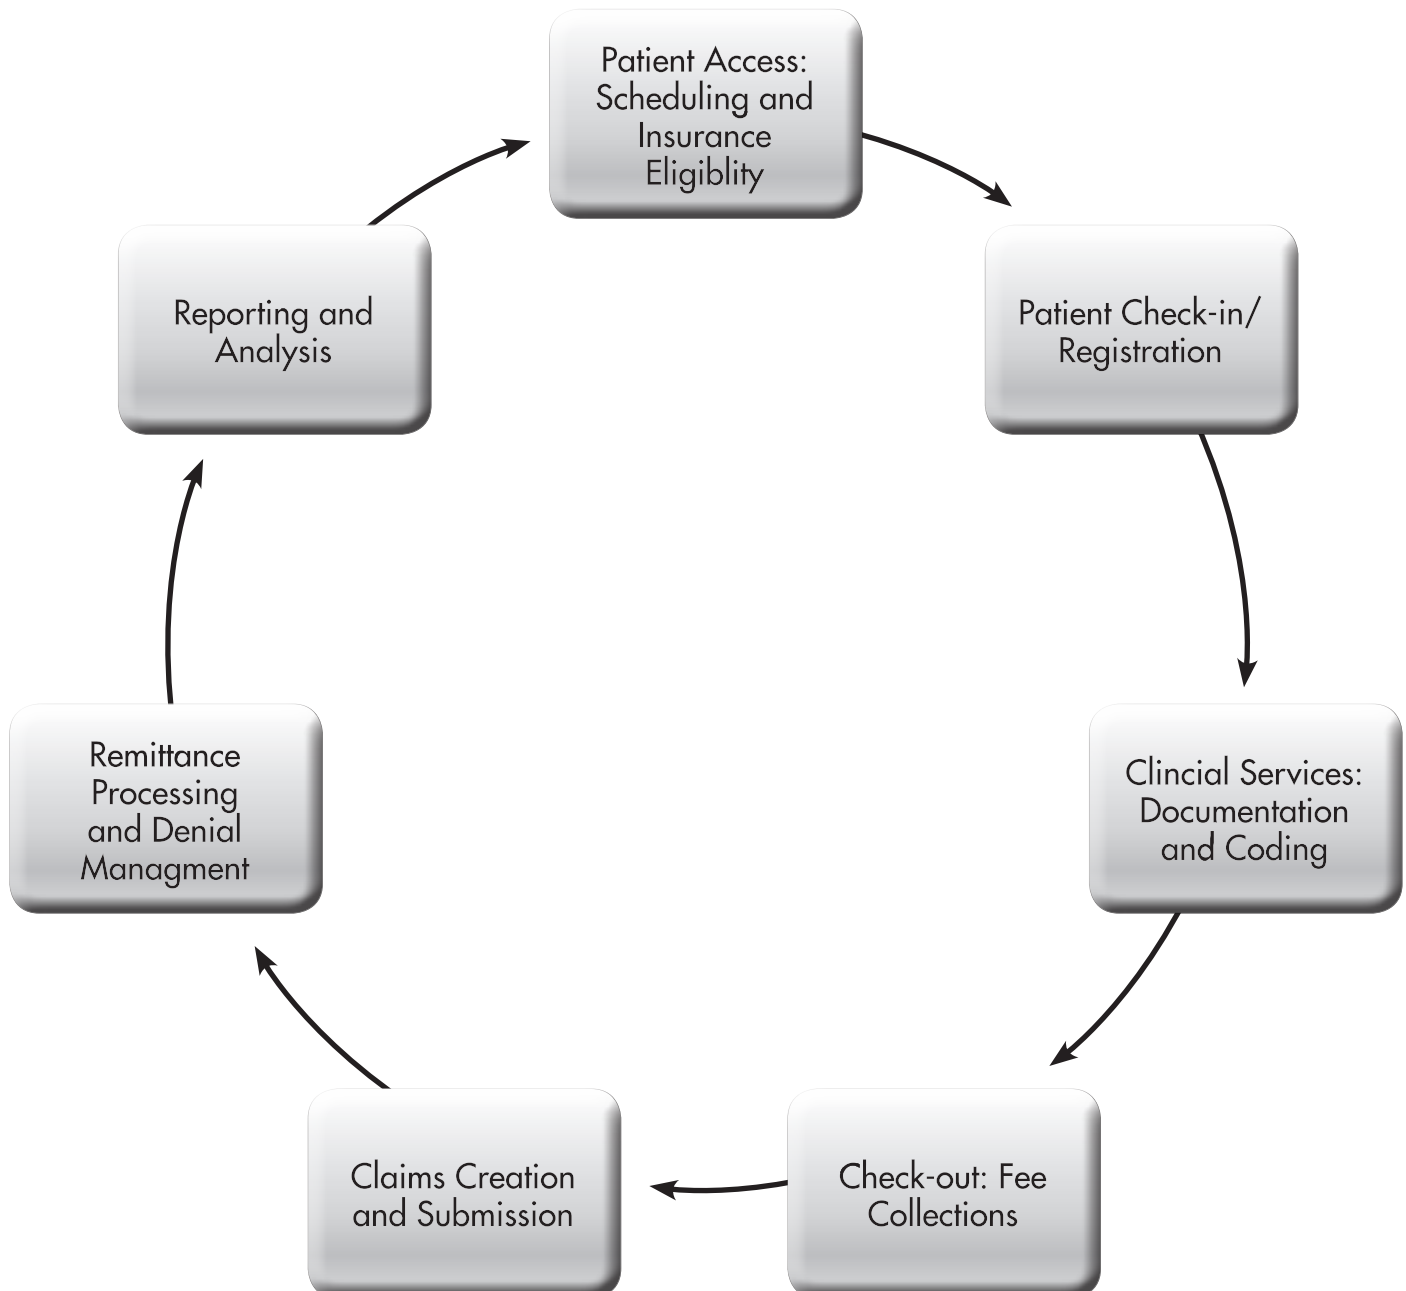 Patient Access:
Scheduling and
Insurance
Eligiblity
Patient Check-in/
Registration
Clincial Services:
Documentation
and Coding
Check-out: Fee
Collections
Claims Creation
and Submission
Remittance
Processing
and Denial
Managment
Reporting and
Analysis